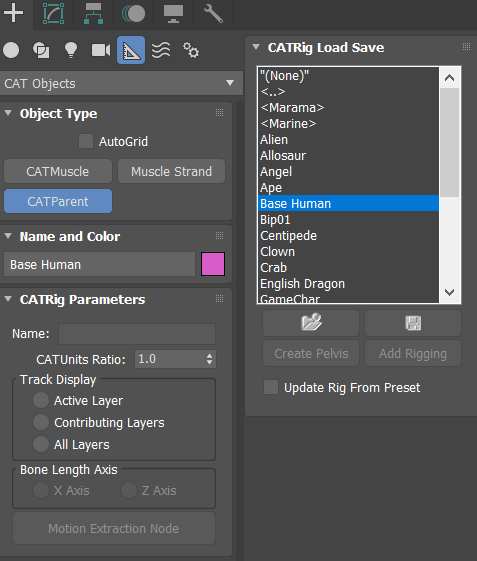 CAT Objects
Object Type
AutoGrid
CATMuscle
Muscle Strand
CATParent
Name and Color
Base Human
CATRig Parameters
Name:
CATUnits Ratio: 1.0
Track Display
Active Layer
Contributing Layers
All Layers
Bone Length Axis
X Axis
Z Axis
Motion Extraction Node
CATRig Load Save
"(None)"
<..>
<Marama>
<Marine>
Alien
Allosaur
Angel
Ape
Base Human
Bip01
Centipede
Clown
Crab
English Dragon
GameChar
Create Pelvis
Add Rigging
Update Rig From Preset